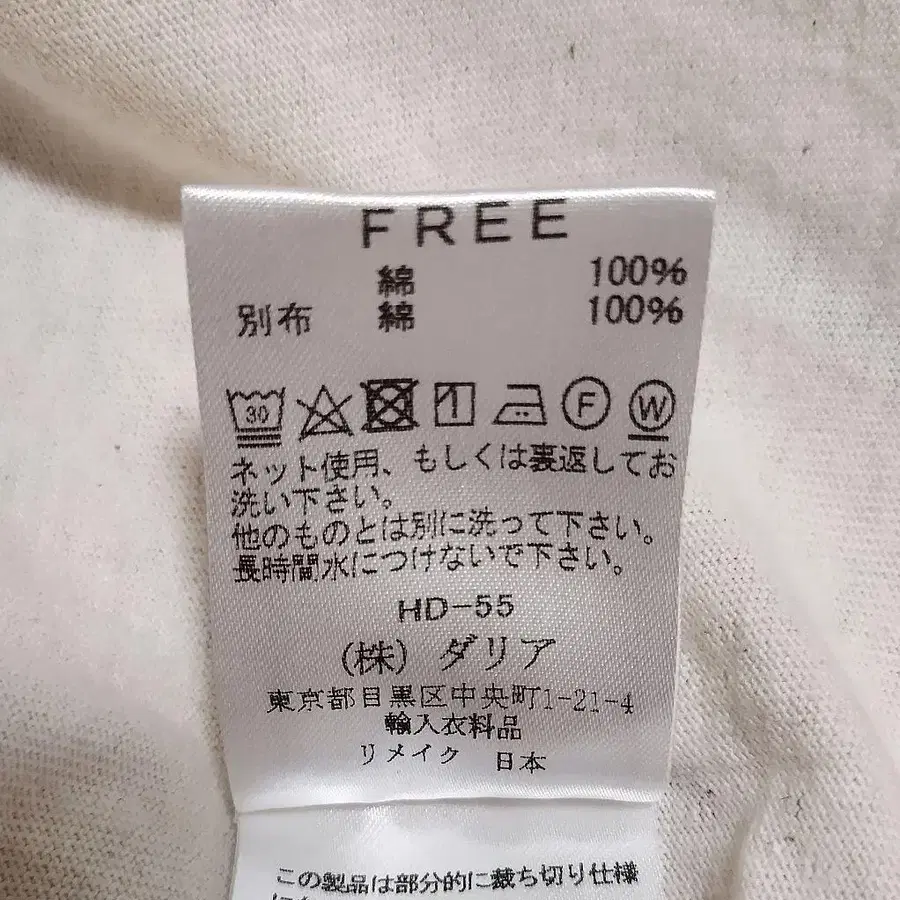 FREE
綿 100%
別布 綿 100%
30 1 F W
ネット使用、もしくは裏返してお
洗い下さい。
他のものとは別に洗って下さい。
長時間水につけないで下さい。
HD-55
(株) ダリア
東京都目黒区中央町1-21-4
輸入衣料品
リメイク 日本
この製品は部分的に裁ち切り仕様